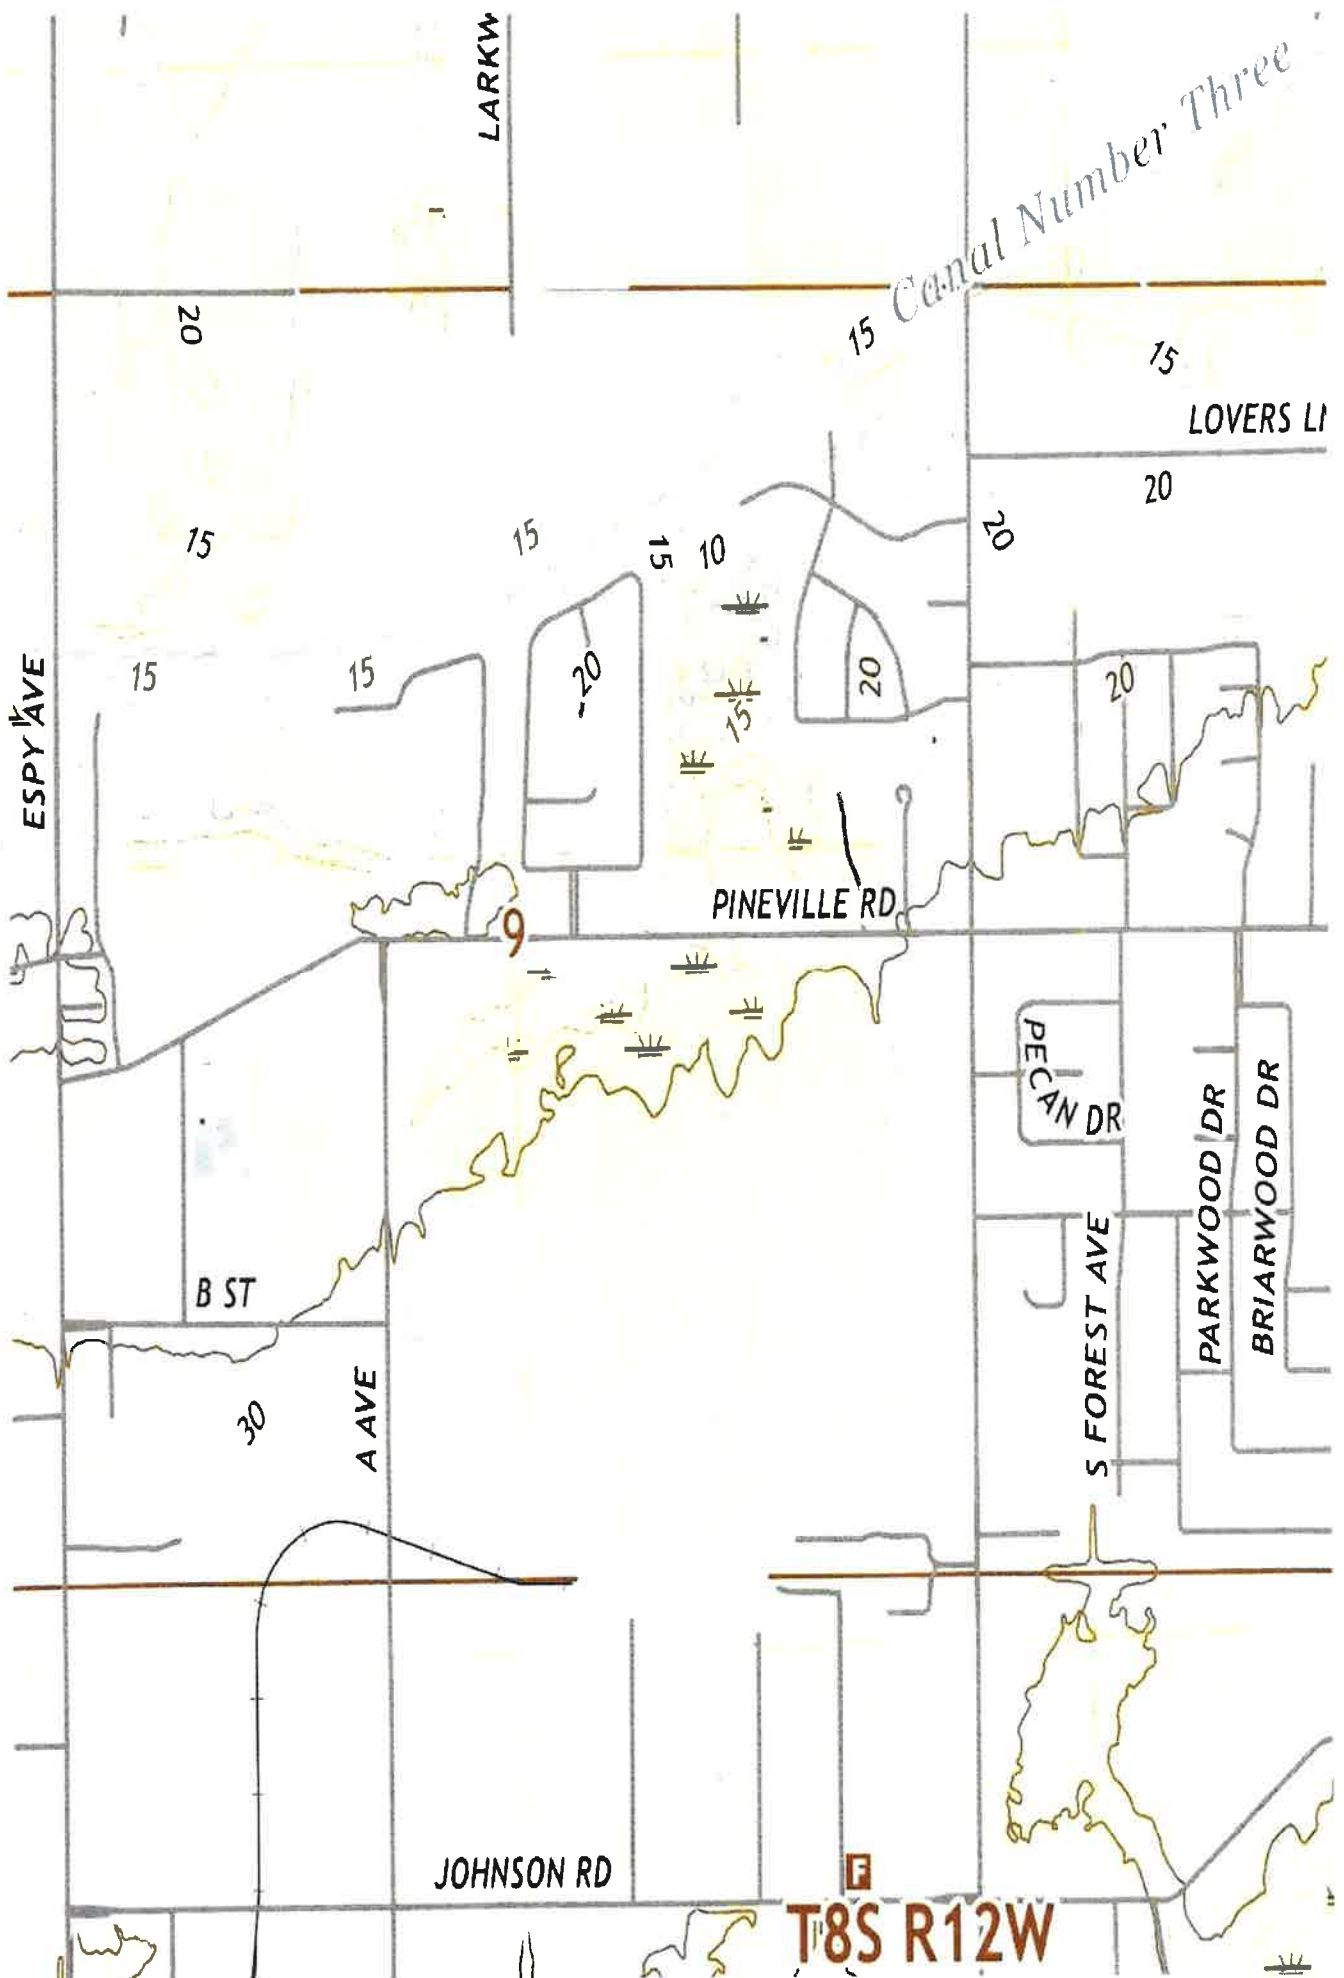 LARKW
Canal Number Three
20
15
15
LOVERS LN
20
20
15
15
15
10
ESPY AVE
15
15
20
20
20
15
PINEVILLE RD
9
PECAN DR
PARKWOOD DR
BRIARWOOD DR
S FOREST AVE
B ST
A AVE
30
JOHNSON RD
F
T8S R12W